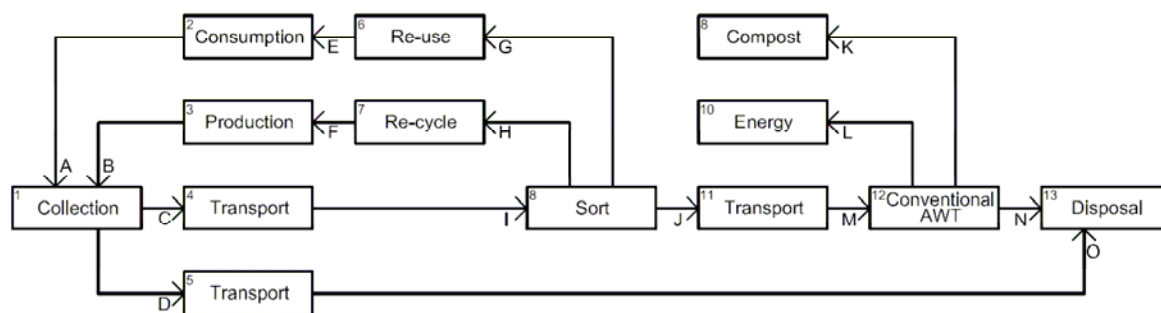 2 Consumption
E
6 Re-use
G
8 Compost
K
3 Production
F
7 Re-cycle
H
10 Energy
L
A
B
1 Collection
C
4 Transport
I
8 Sort
J
11 Transport
M
12 Conventional
AWT
N
13 Disposal
O
D
5 Transport